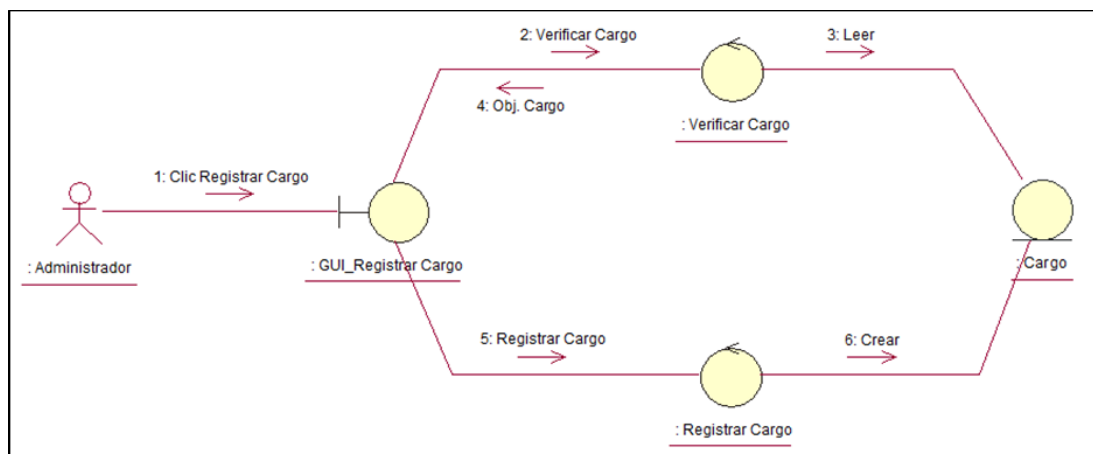 2: Verificar Cargo
3: Leer
4: Obj. Cargo
: Verificar Cargo
1: Clic Registrar Cargo
: Administrador
: GUI_Registrar Cargo
: Cargo
5: Registrar Cargo
6: Crear
: Registrar Cargo